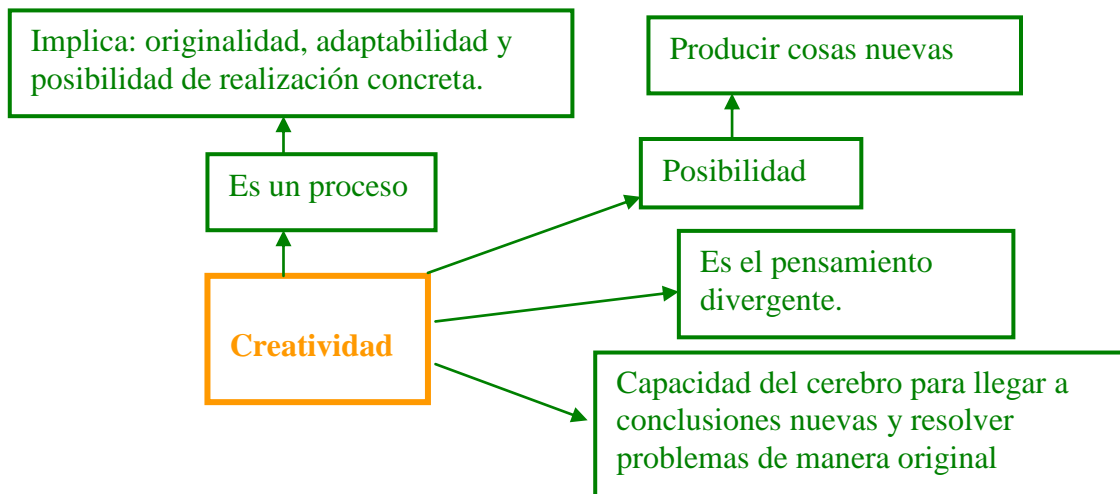 Implica: originalidad, adaptabilidad y
posibilidad de realización concreta.
Producir cosas nuevas
Es un proceso
Posibilidad
Es el pensamiento
divergente.
Creatividad
Capacidad del cerebro para llegar a
conclusiones nuevas y resolver
problemas de manera original